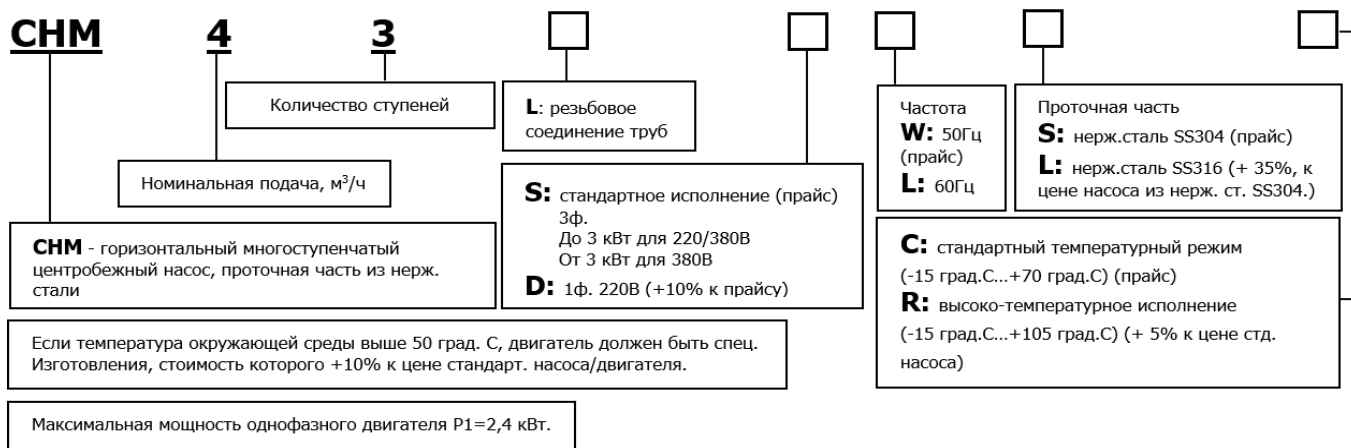 CHM 4 3
Количество ступеней
L: резьбовое
соединение труб
Частота
W: 50Гц
(прайс)
L: 60Гц
Проточная часть
S: нерж.сталь SS304 (прайс)
L: нерж.сталь SS316 (+ 35%, к
цене насоса из нерж. ст. SS304.)
Номинальная подача, м³/ч
S: стандартное исполнение (прайс)
3ф.
До 3 кВт для 220/380В
От 3 кВт для 380В
D: 1ф. 220В (+10% к прайсу)
CHM - горизонтальный многоступенчатый
центробежный насос, проточная часть из нерж.
стали
C: стандартный температурный режим
(-15 град.С...+70 град.С) (прайс)
R: высоко-температурное исполнение
(-15 град.С...+105 град.С) (+ 5% к цене стд.
насоса)
Если температура окружающей среды выше 50 град. С, двигатель должен быть спец.
Изготовления, стоимость которого +10% к цене стандарт. насоса/двигателя.
Максимальная мощность однофазного двигателя P1=2,4 кВт.